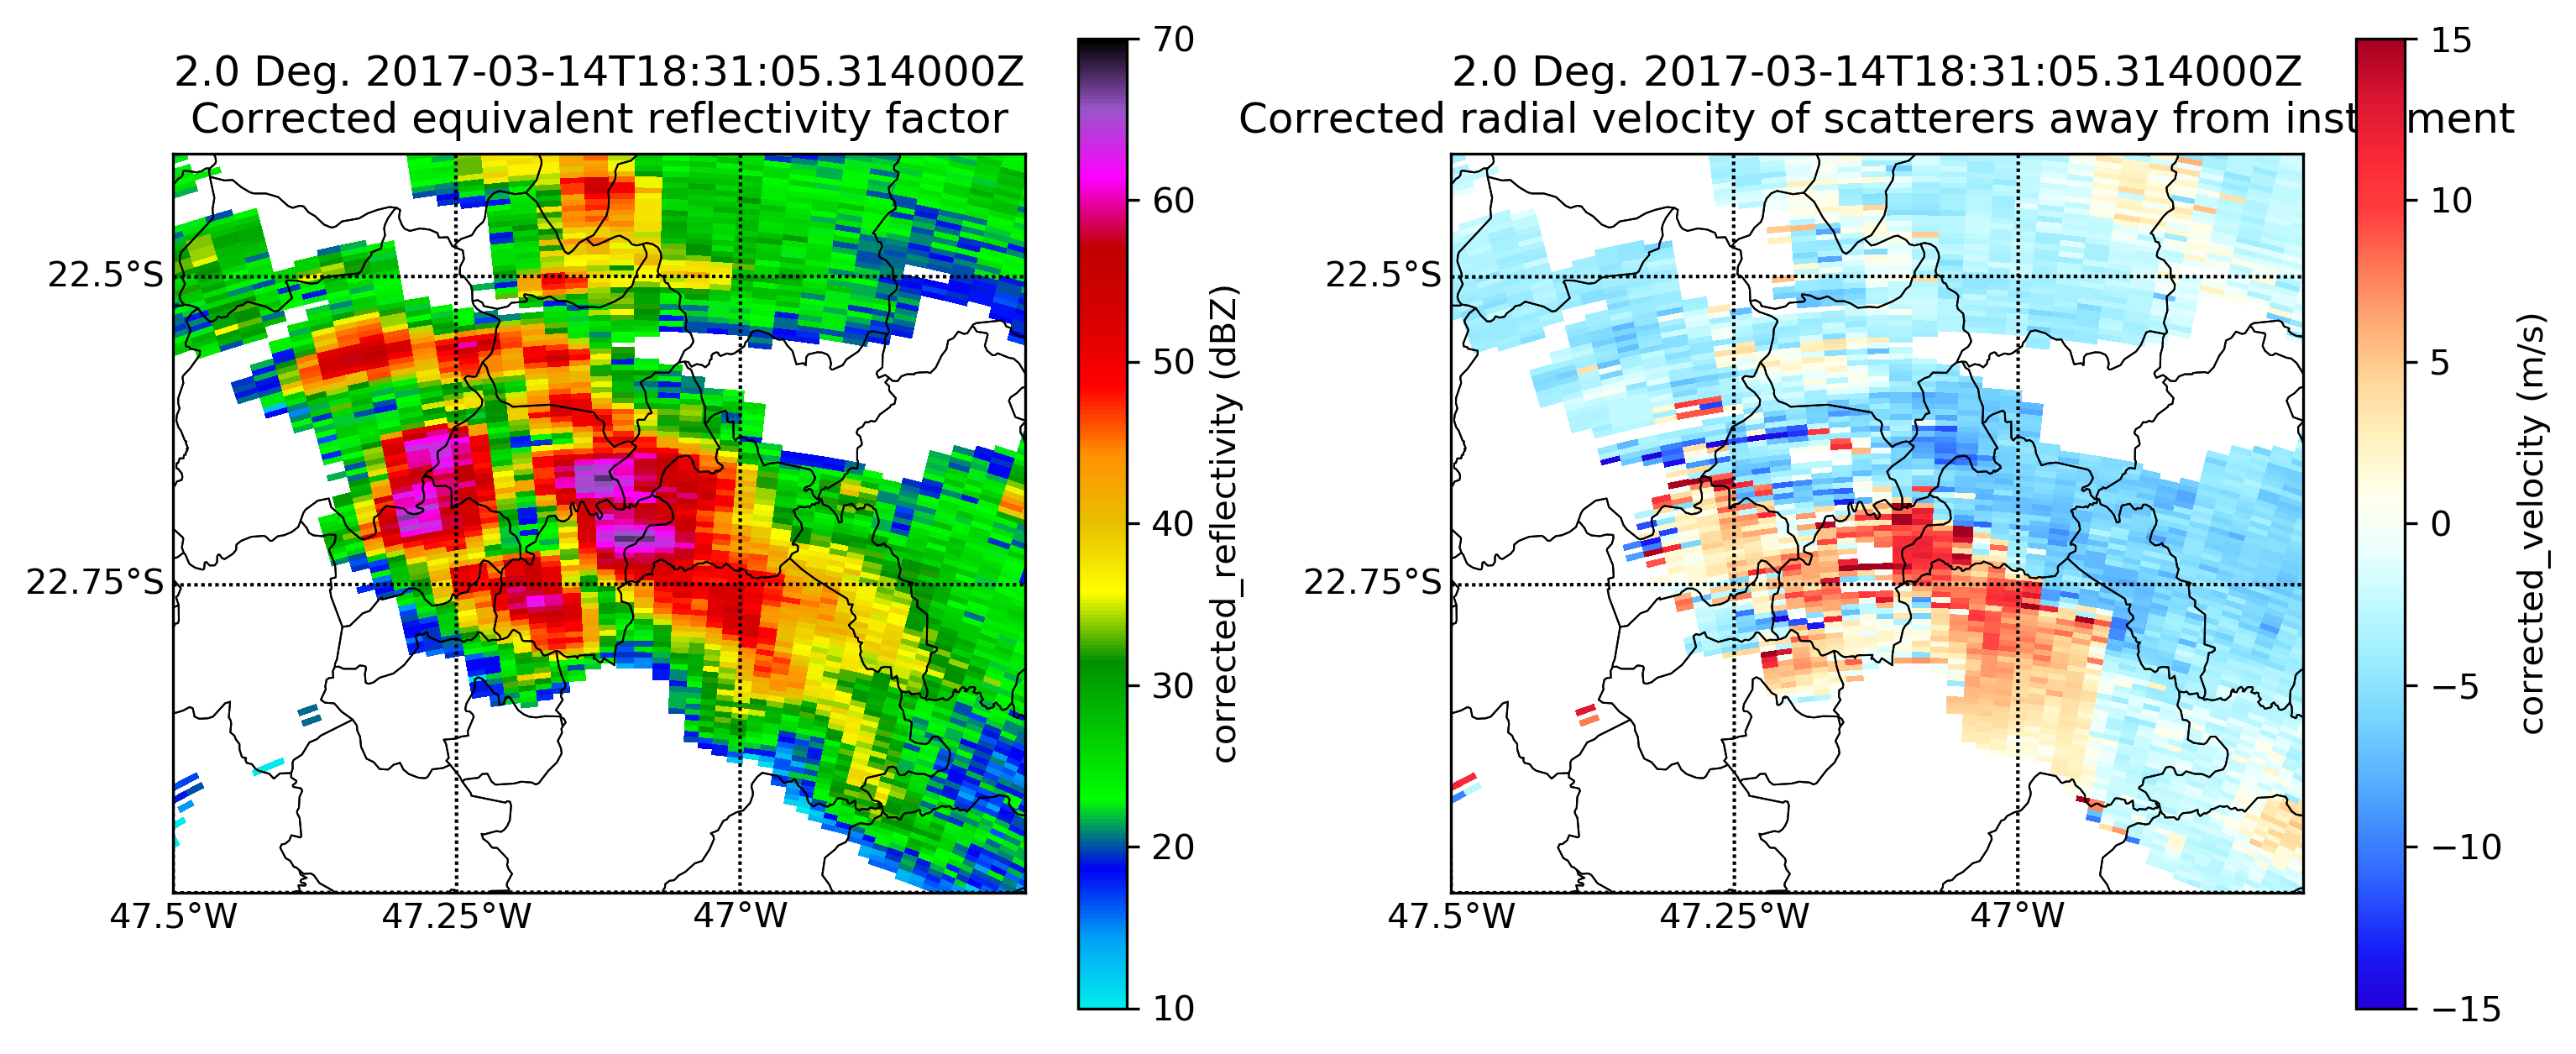 2.0 Deg. 2017-03-14T18:31:05.314000Z
Corrected equivalent reflectivity factor
22.5°S
22.75°S
47.5°W
47.25°W
47°W
70
60
50
40
30
20
10
corrected_reflectivity (dBZ)
2.0 Deg. 2017-03-14T18:31:05.314000Z
Corrected radial velocity of scatterers away from inst ment
22.5°S
22.75°S
47.5°W
47.25°W
47°W
15
10
5
0
−5
−10
−15
corrected_velocity (m/s)